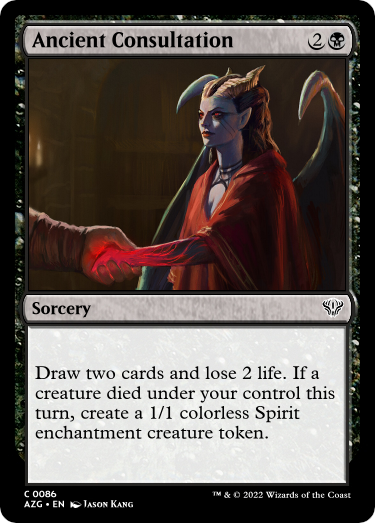 Ancient Consultation 2
Sorcery
Draw two cards and lose 2 life. If a
creature died under your control this
turn, create a 1/1 colorless Spirit
enchantment creature token.
C 0086
AZG • EN Jason Kang
™ & © 2022 Wizards of the Coast